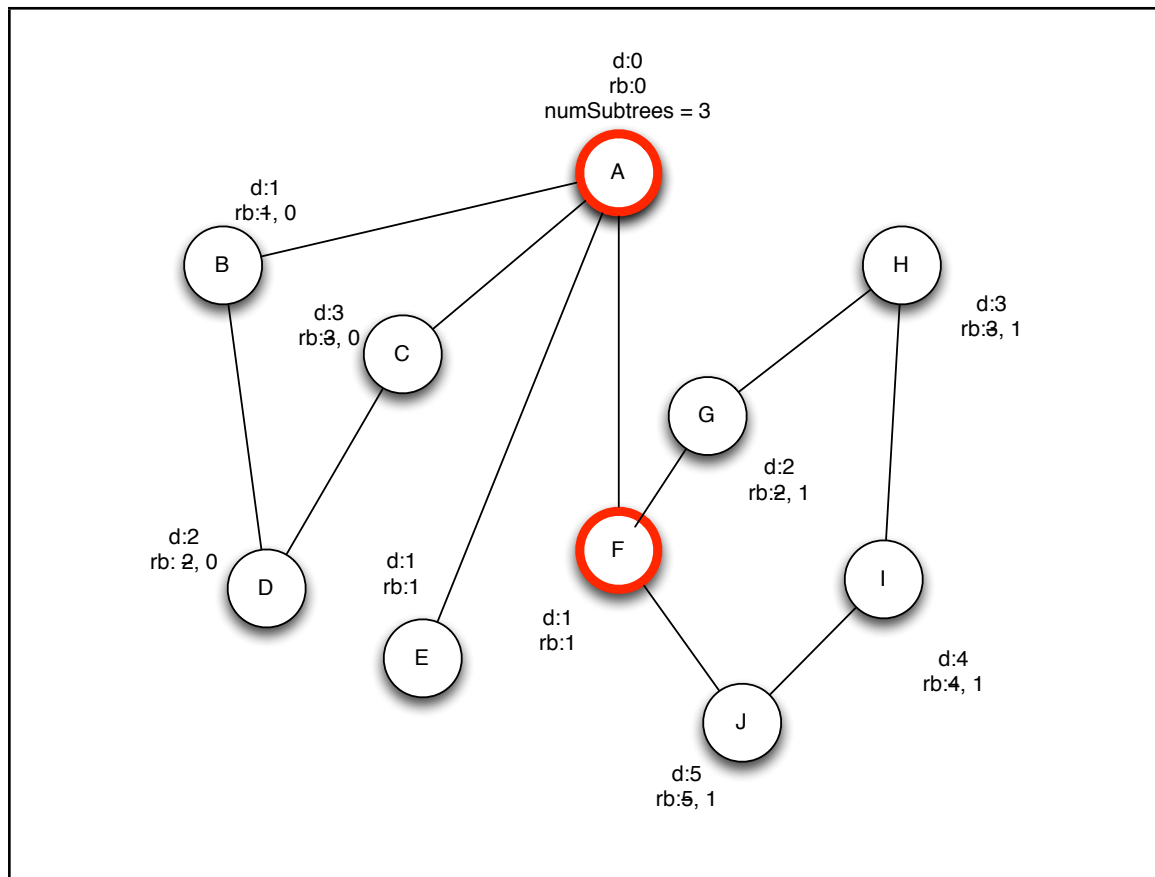 d:0
rb:0
numSubtrees = 3
A
d:1
rb:1, 0
B
H
d:3
rb:3, 0
C
d:3
rb:3, 1
G
d:2
rb:2, 1
d:2
rb: 2, 0
D
d:1
rb:1
E
F
d:1
rb:1
I
d:4
rb:4, 1
J
d:5
rb:5, 1